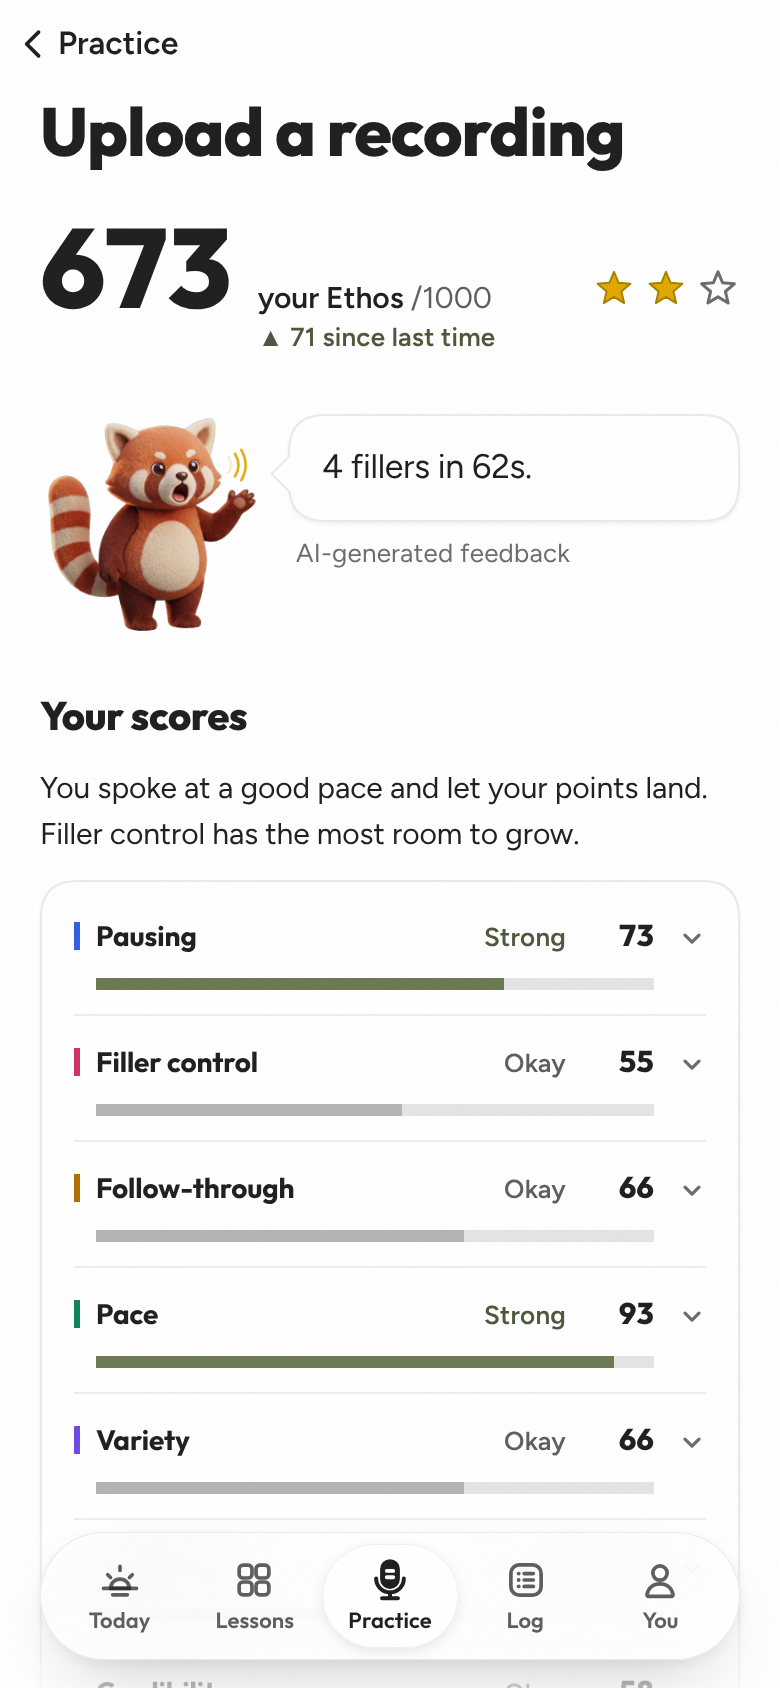 Practice
Upload a recording
673 your Ethos /1000
▲ 71 since last time
4 fillers in 62s.
AI-generated feedback
Your scores
You spoke at a good pace and let your points land.
Filler control has the most room to grow.
Pausing Strong 73
Filler control Okay 55
Follow-through Okay 66
Pace Strong 93
Variety Okay 66
Today Lessons Practice Log You